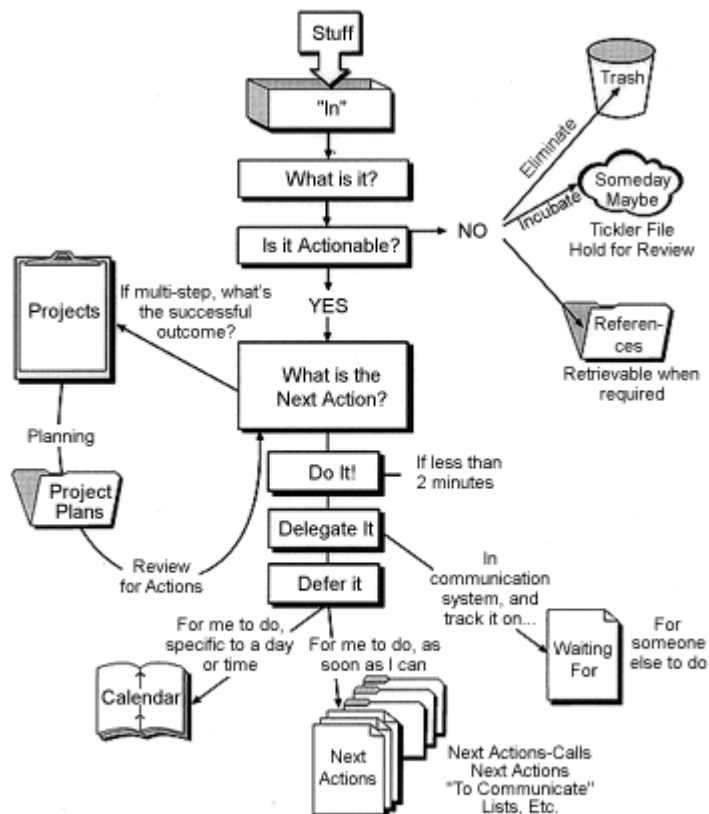 Stuff
"In"
What is it?
Is it Actionable?
NO
Eliminate
Trash
Incubate
Someday
Maybe
Tickler File
Hold for Review
Referen-
ces
Retrievable when
required
YES
If multi-step, what's
the successful
outcome?
Projects
Planning
Project
Plans
Review
for Actions
What is the
Next Action?
Do It!
If less than
2 minutes
Delegate It
In
communication
system, and
track it on...
Waiting
For
For
someone
else to do
Defer it
For me to do,
specific to a day
or time
Calendar
For me to do, as
soon as I can
Next
Actions
Next Actions-Calls
Next Actions
"To Communicate"
Lists, Etc.